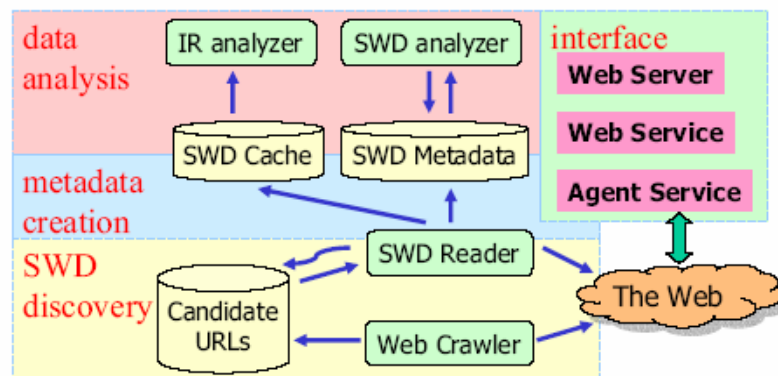 data
analysis
IR analyzer
SWD analyzer
interface
Web Server
Web Service
Agent Service
SWD Cache
SWD Metadata
metadata
creation
SWD
discovery
SWD Reader
Candidate
URLs
Web Crawler
The Web